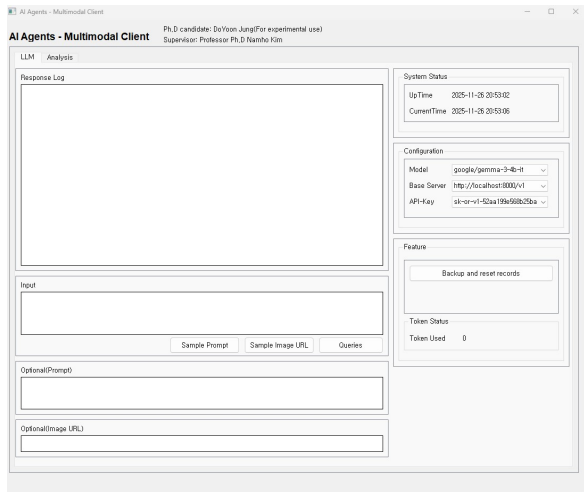 AI Agents - Multimodal Client
AI Agents - Multimodal Client
Ph.D candidate: DoYoon Jung(For experimental use)
Supervisor: Professor Ph.D Namho Kim
LLM Analysis
Response Log
Input
Sample Prompt Sample Image URL Queries
Optional(Prompt)
Optional(Image URL)
System Status
UpTime 2025-11-26 20:53:02
CurrentTime 2025-11-26 20:53:06
Configuration
Model google/gemma-3-4b-it
Base Server http://localhost:8000/v1
API-Key sk-or-v1-52aa199e568b25ba
Feature
Backup and reset records
Token Status
Token Used 0